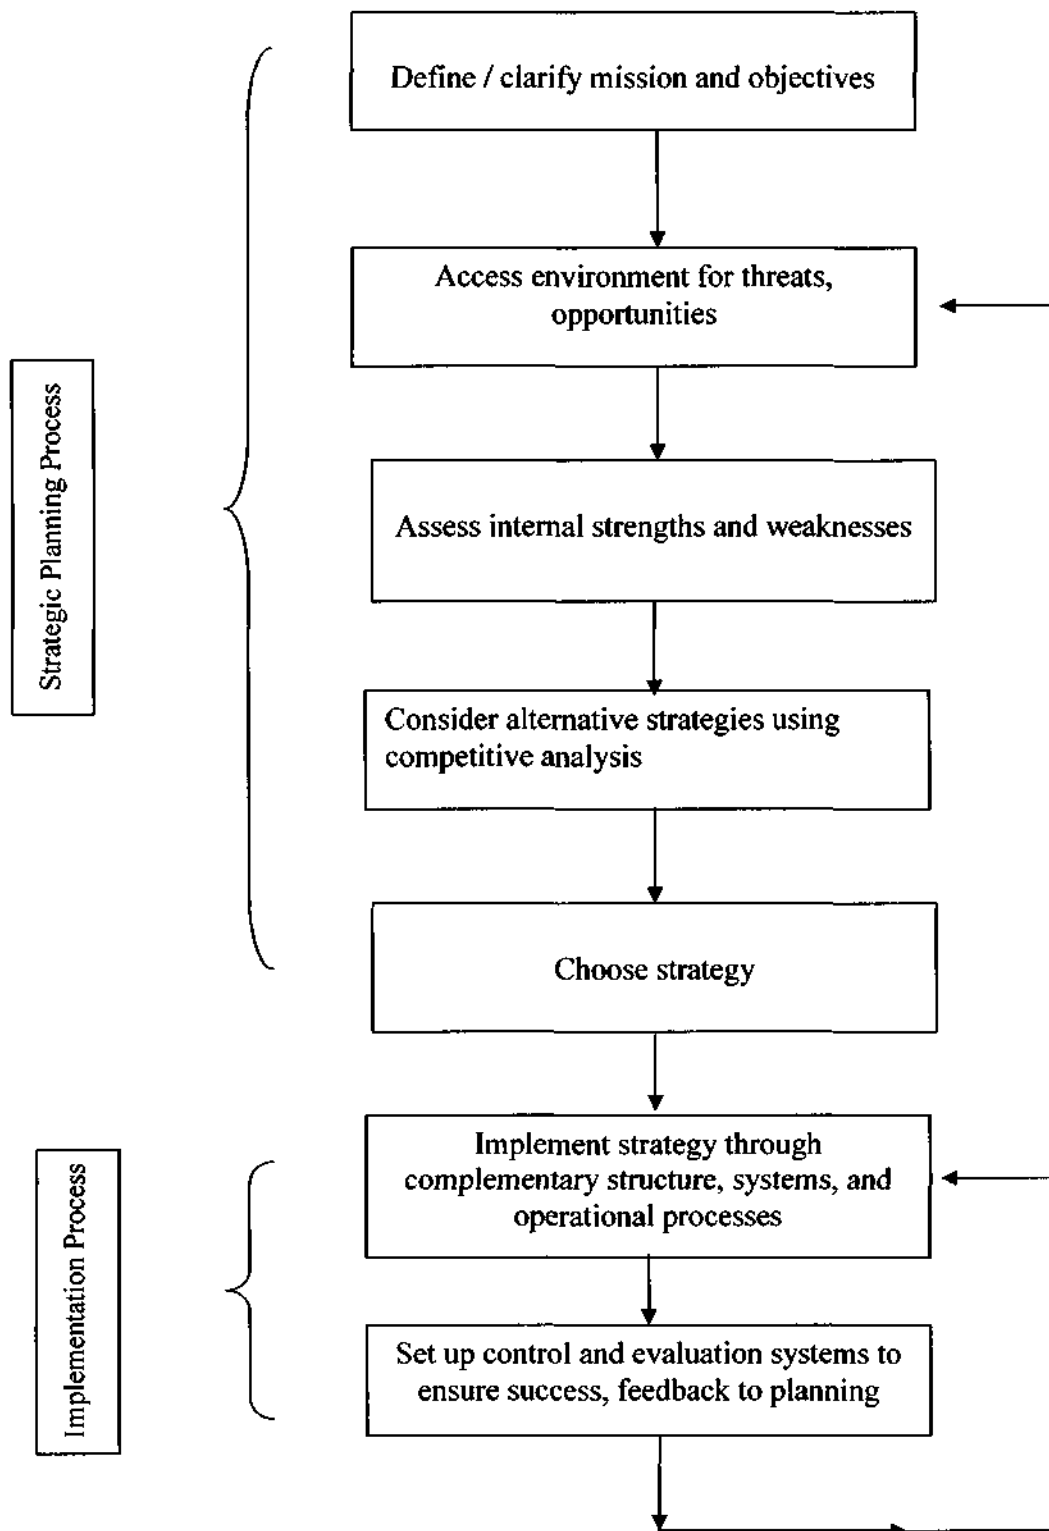 Define / clarify mission and objectives
Access environment for threats,
opportunities
Strategic Planning Process
Assess internal strengths and weaknesses
Consider alternative strategies using
competitive analysis
Choose strategy
Implement strategy through
complementary structure, systems, and
operational processes
Implementation Process
Set up control and evaluation systems to
ensure success, feedback to planning